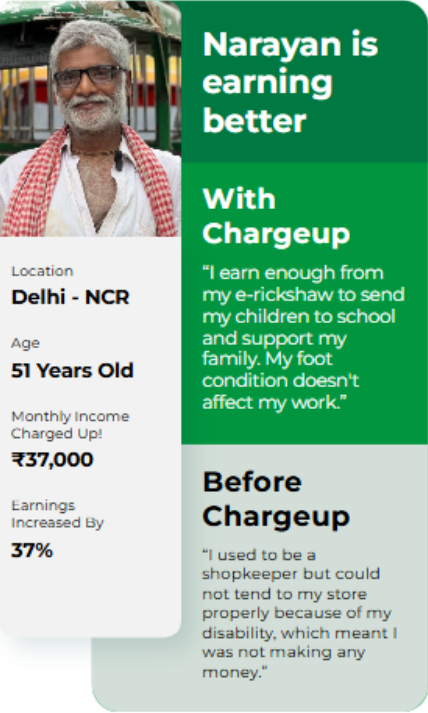 Narayan is
earning
better
With
Chargeup
“I earn enough from
my e-rickshaw to send
my children to school
and support my
family. My foot
condition doesn't
affect my work.”
Location
Delhi - NCR
Age
51 Years Old
Monthly Income
Charged Up!
₹37,000
Earnings
Increased By
37%
Before
Chargeup
“I used to be a
shopkeeper but could
not tend to my store
properly because of my
disability, which meant I
was not making any
money.”